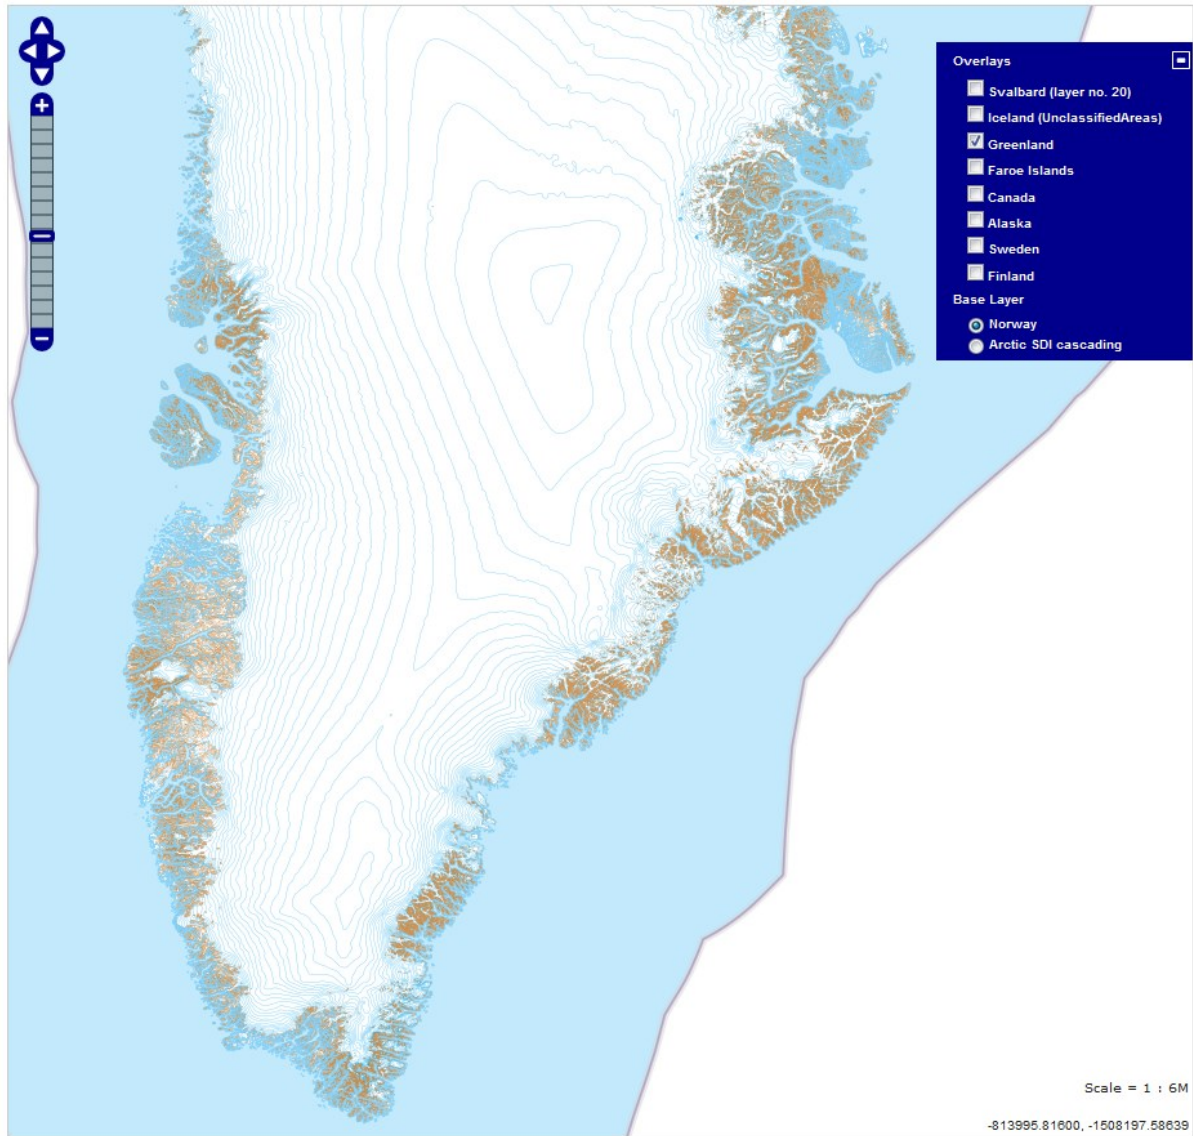 Overlays
Svalbard (layer no. 20)
Iceland (UnclassifiedAreas)
Greenland
Faroe Islands
Canada
Alaska
Sweden
Finland
Base Layer
Norway
Arctic SDI cascading
Scale = 1 : 6M
-813995.81600, -1508197.58639